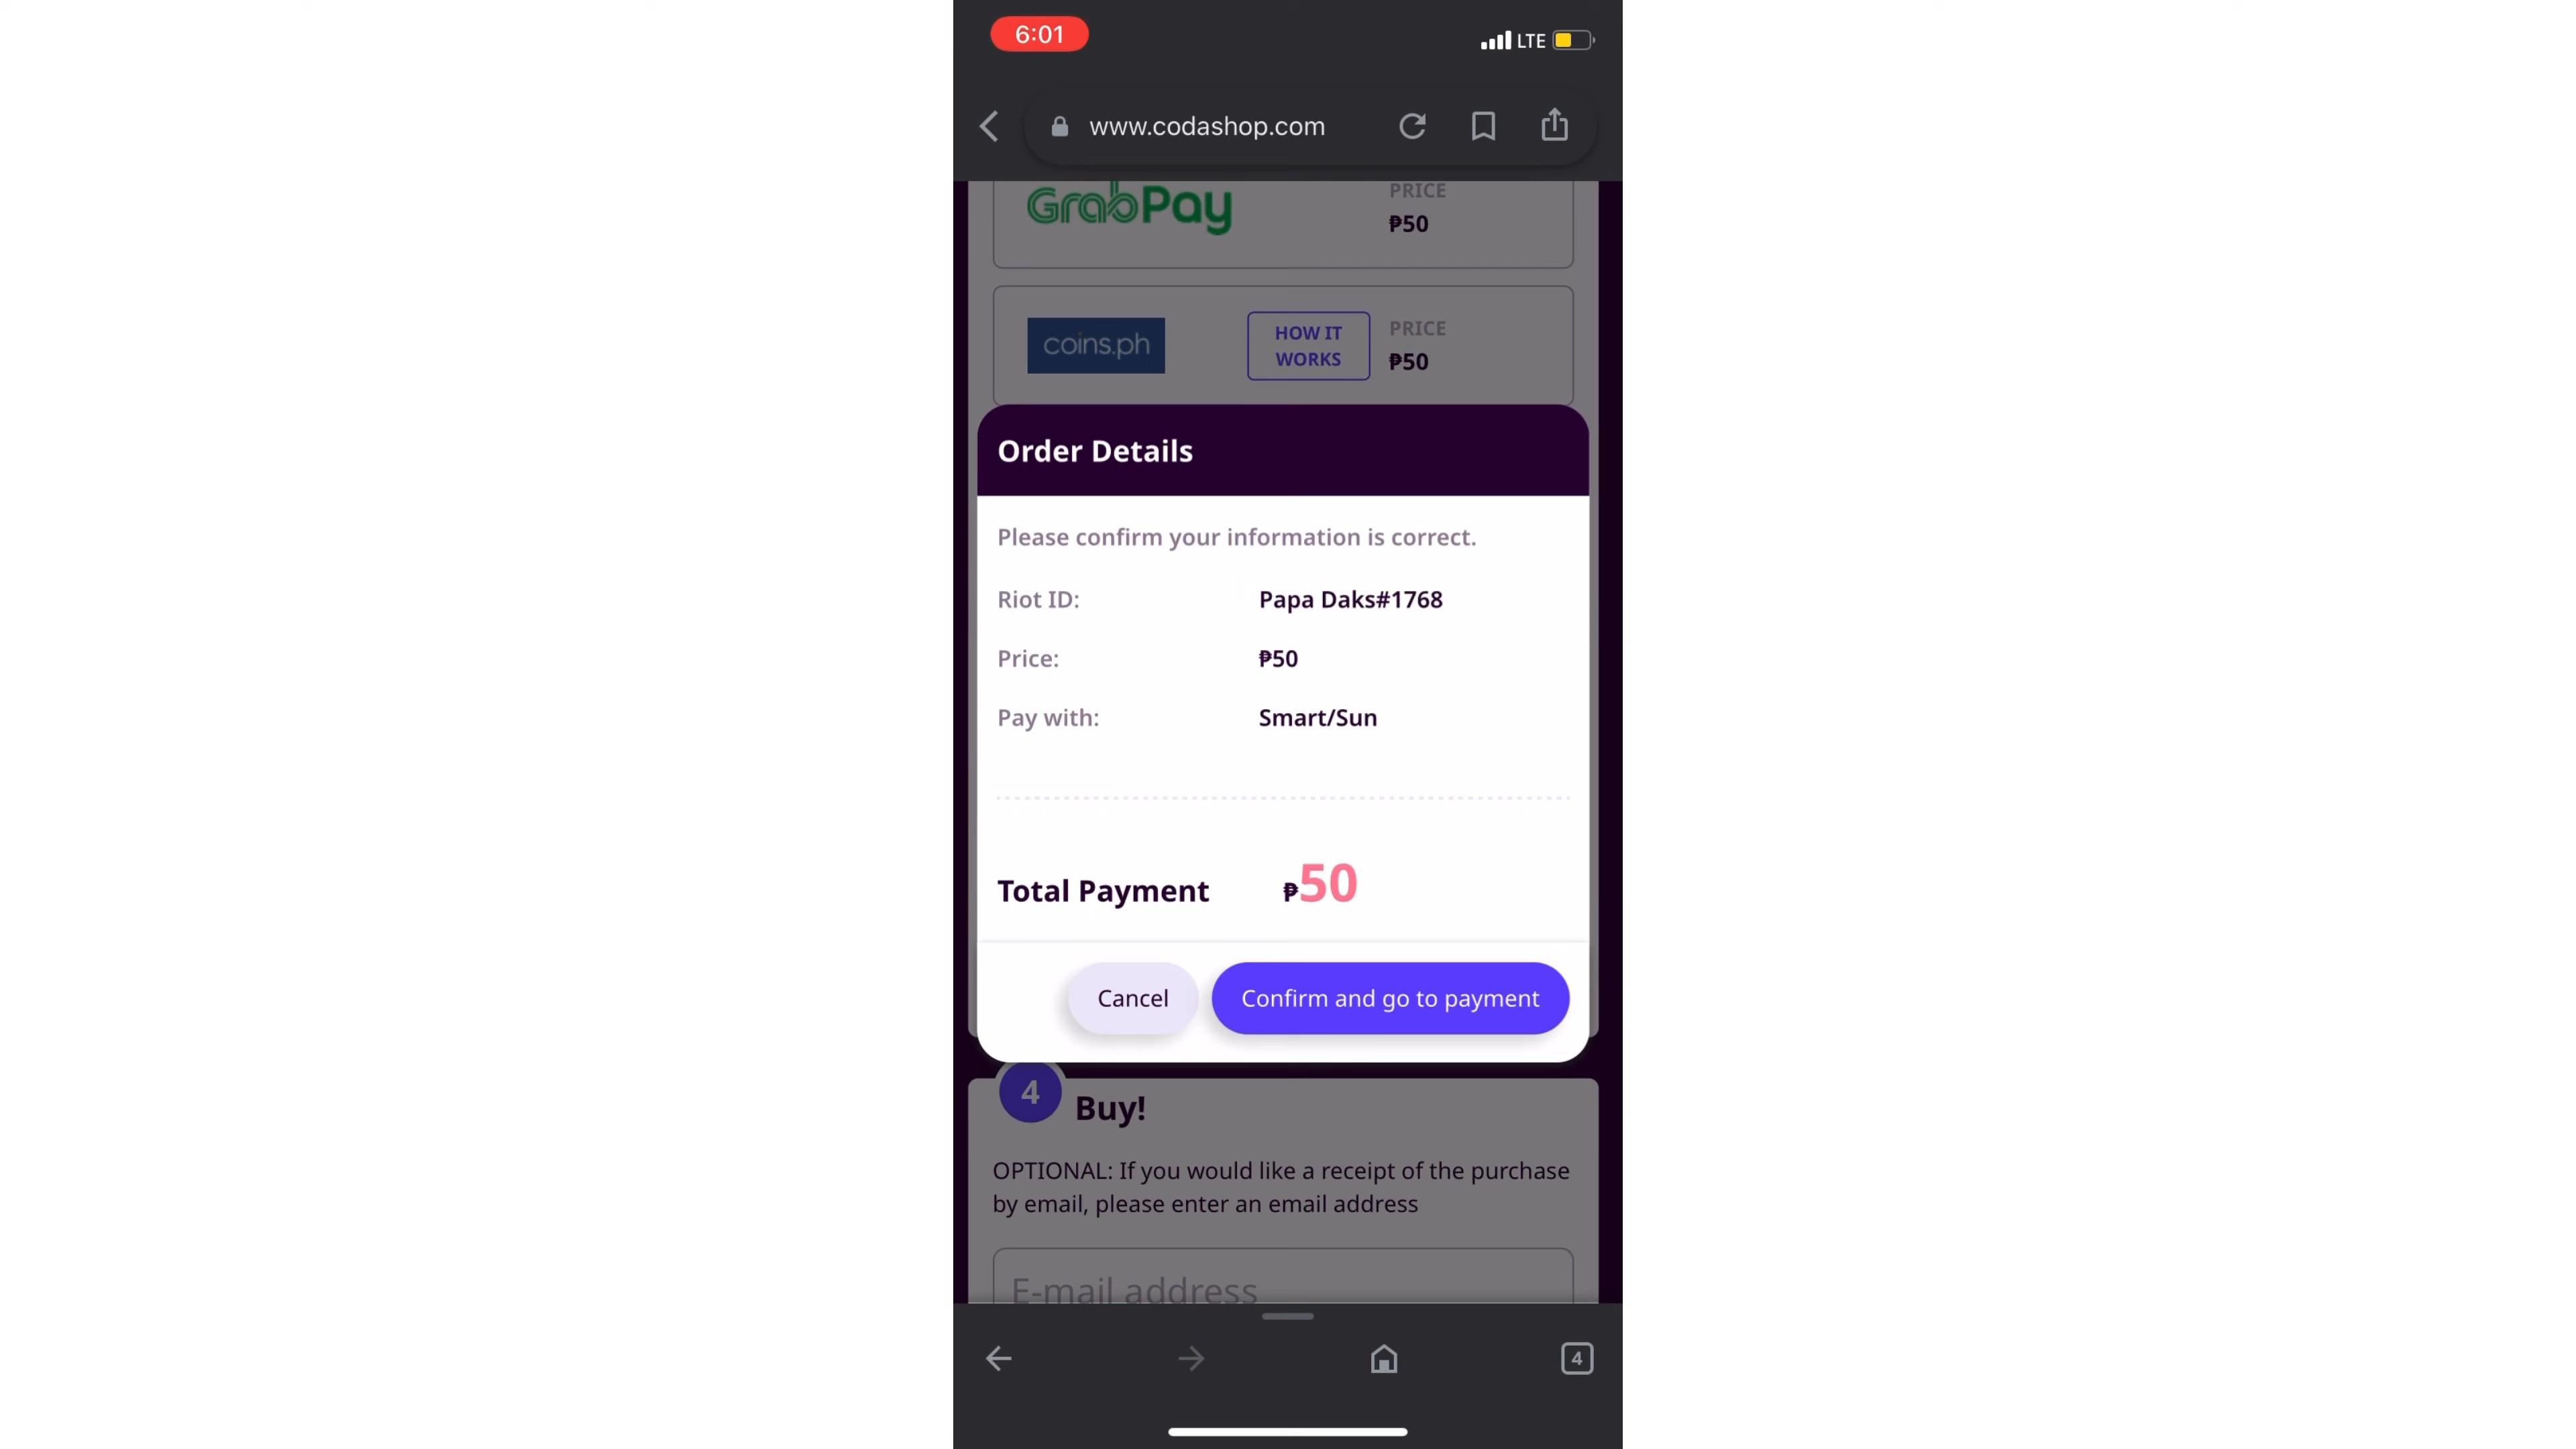 6:01
LTE
www.codashop.com
GrabPay
PRICE
₱50
coins.ph
HOW IT
WORKS
PRICE
₱50
Order Details
Please confirm your information is correct.
Riot ID: Papa Daks#1768
Price: ₱50
Pay with: Smart/Sun
Total Payment ₱50
Cancel
Confirm and go to payment
4
Buy!
OPTIONAL: If you would like a receipt of the purchase
by email, please enter an email address
E-mail address
4